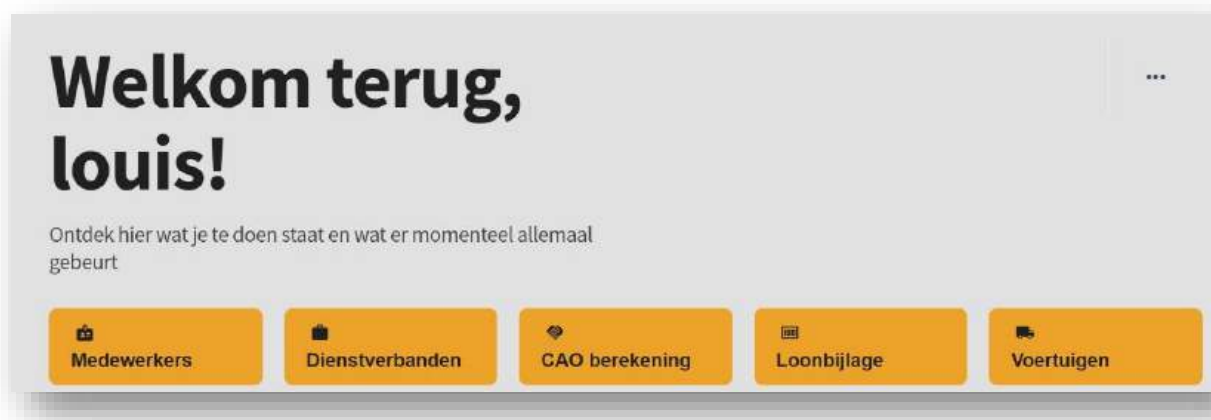 Welkom terug,
louis!
Ontdek hier wat je te doen staat en wat er momenteel allemaal
gebeurt
Medewerkers
Dienstverbanden
CAO berekening
Loonbijlage
Voertuigen